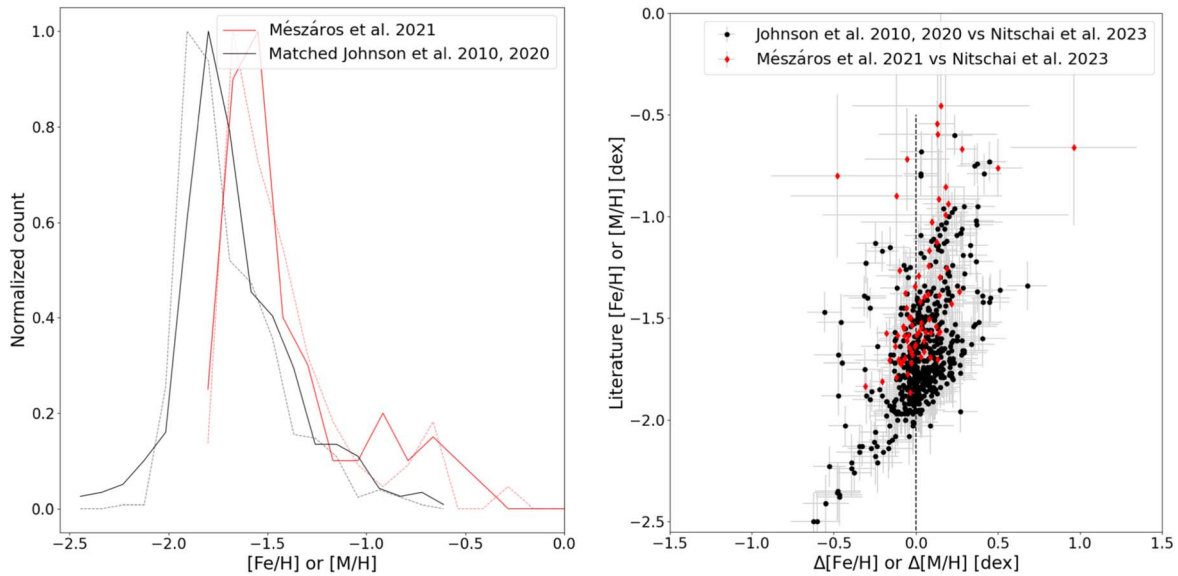 Normalized count
1.0
0.8
0.6
0.4
0.2
0.0
Mészáros et al. 2021
Matched Johnson et al. 2010, 2020
−2.5 −2.0 −1.5 −1.0 −0.5 0.0
[Fe/H] or [M/H]
Literature [Fe/H] or [M/H] [dex]
0.0
−0.5
−1.0
−1.5
−2.0
−2.5
Johnson et al. 2010, 2020 vs Nitschai et al. 2023
Mészáros et al. 2021 vs Nitschai et al. 2023
−1.5 −1.0 −0.5 0.0 0.5 1.0 1.5
Δ[Fe/H] or Δ[M/H] [dex]